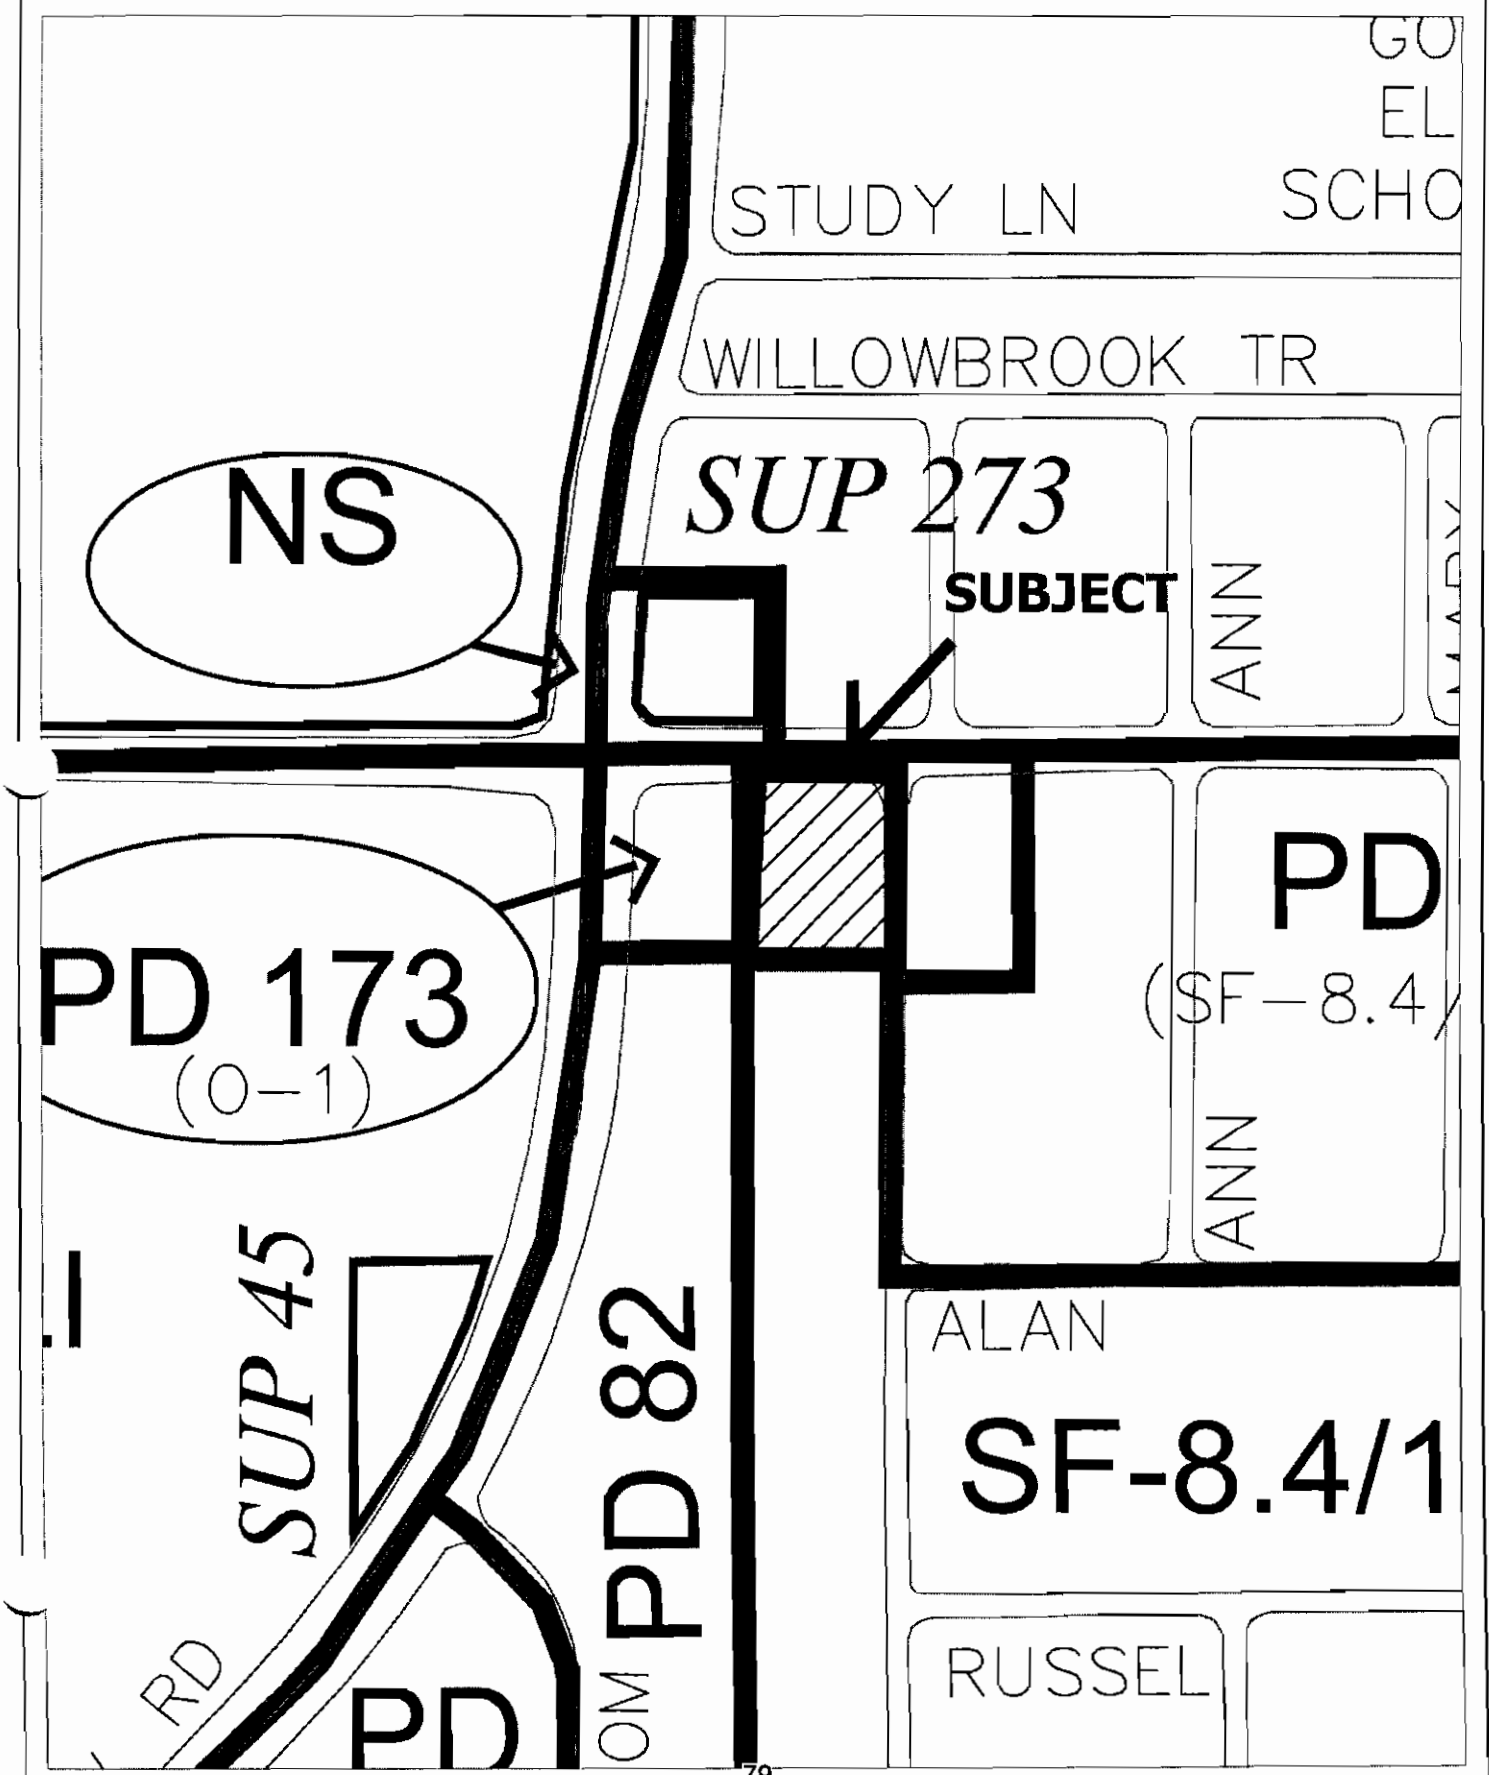 GO
EL
STUDY LN
SCHO
WILLOWBROOK TR
NS
SUP 273
SUBJECT
ANN
PD 173
(O-1)
PD
(SF-8.4/
ANN
SUP 45
PD 82
ALAN
SF-8.4/1
RUSSEL
RD
PD
OM
79